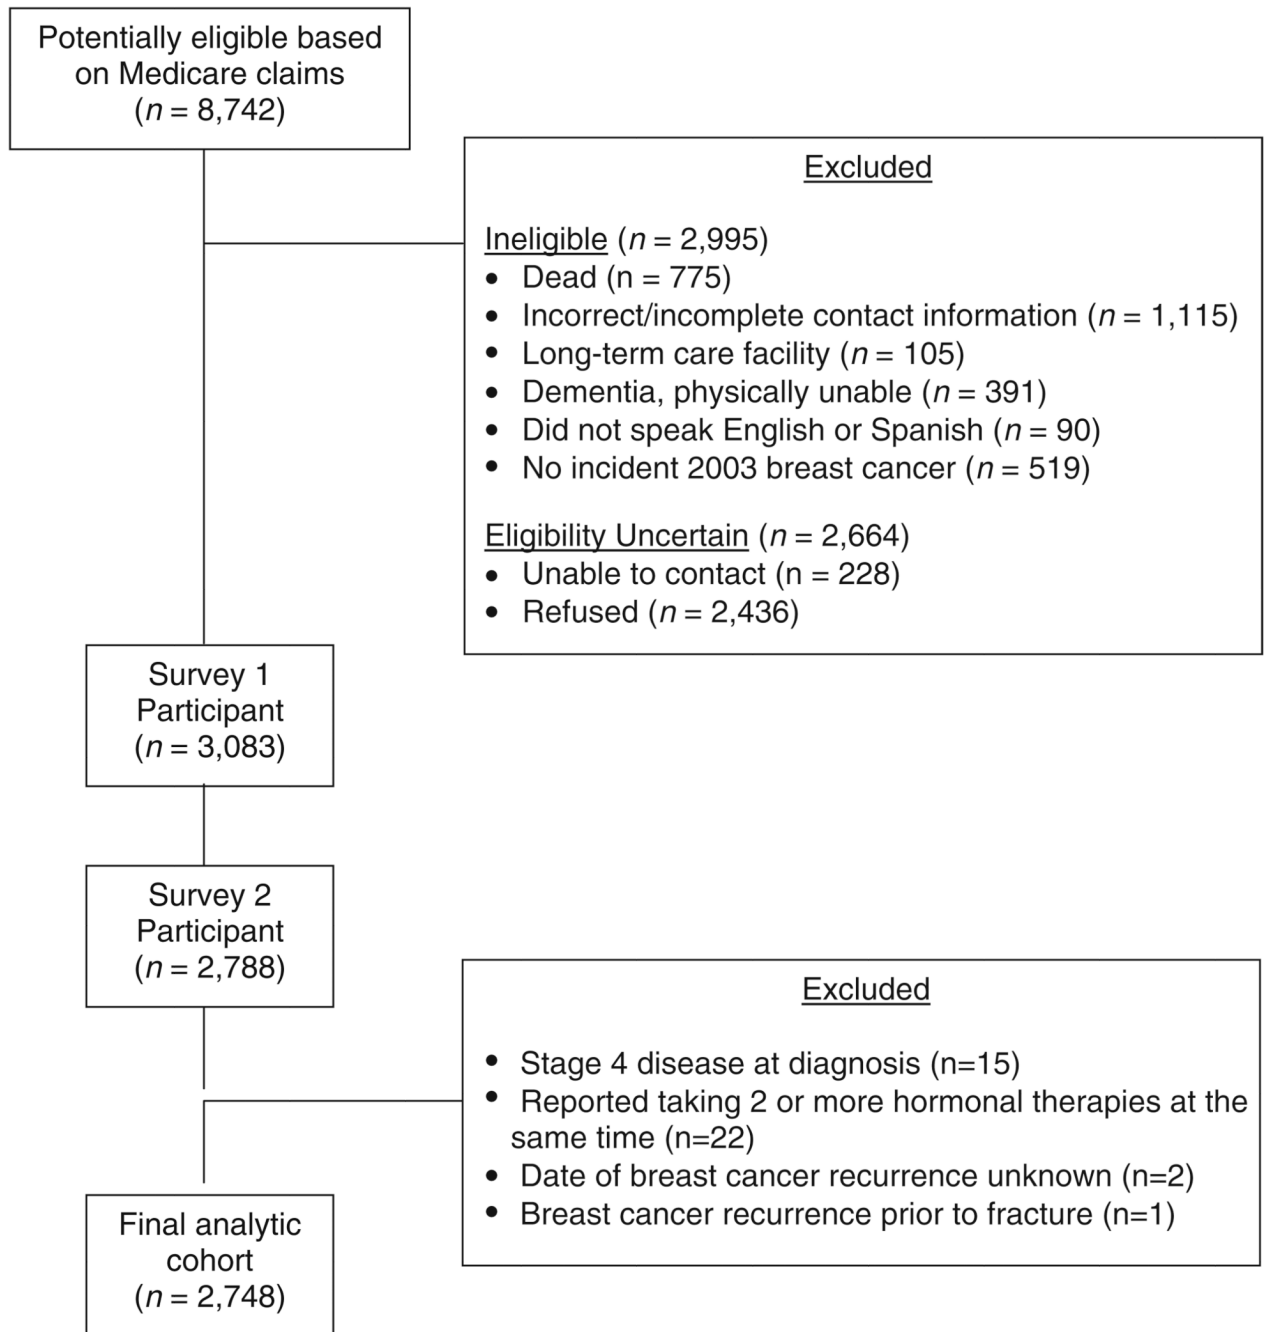 Potentially eligible based
on Medicare claims
(n = 8,742)
Excluded
Ineligible (n = 2,995)
• Dead (n = 775)
• Incorrect/incomplete contact information (n = 1,115)
• Long-term care facility (n = 105)
• Dementia, physically unable (n = 391)
• Did not speak English or Spanish (n = 90)
• No incident 2003 breast cancer (n = 519)
Eligibility Uncertain (n = 2,664)
• Unable to contact (n = 228)
• Refused (n = 2,436)
Survey 1
Participant
(n = 3,083)
Survey 2
Participant
(n = 2,788)
Excluded
• Stage 4 disease at diagnosis (n=15)
• Reported taking 2 or more hormonal therapies at the
same time (n=22)
• Date of breast cancer recurrence unknown (n=2)
• Breast cancer recurrence prior to fracture (n=1)
Final analytic
cohort
(n = 2,748)